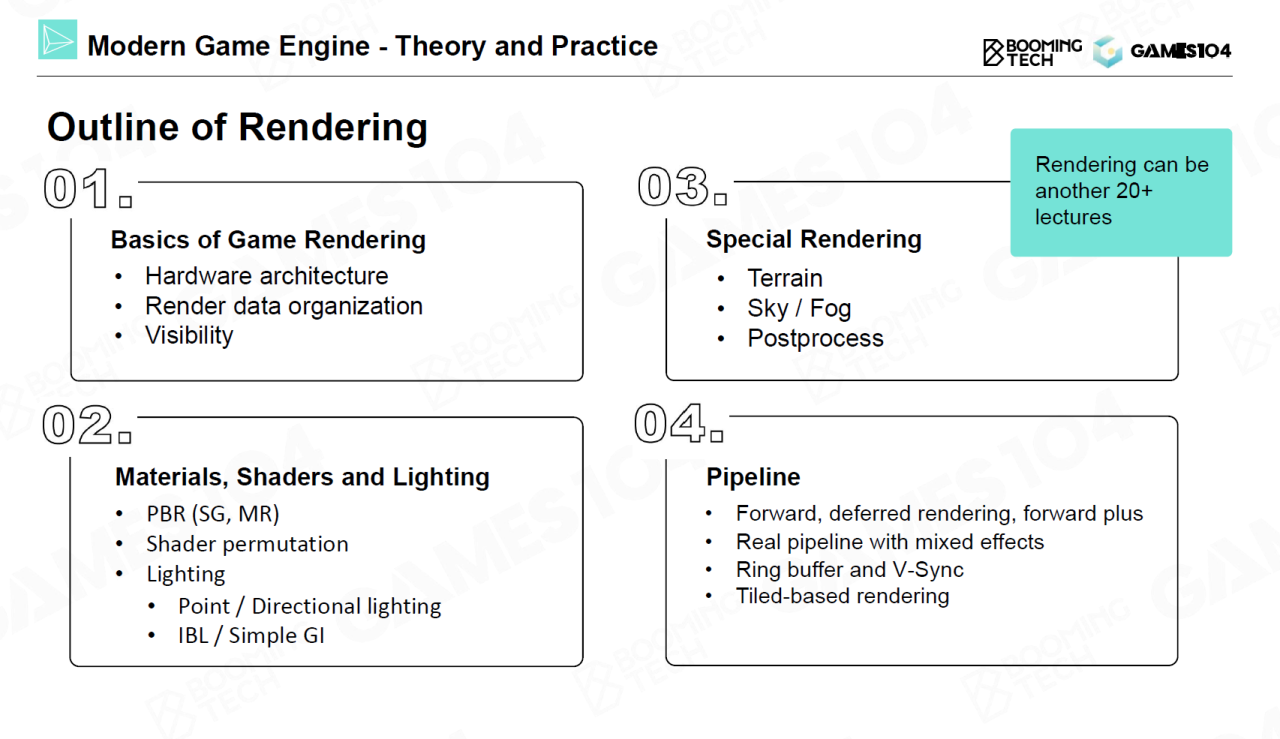 Modern Game Engine - Theory and Practice
BOOMING
TECH
GAMES104
Outline of Rendering
01.
Basics of Game Rendering
• Hardware architecture
• Render data organization
• Visibility
02.
Materials, Shaders and Lighting
• PBR (SG, MR)
• Shader permutation
• Lighting
• Point / Directional lighting
• IBL / Simple GI
03.
Special Rendering
• Terrain
• Sky / Fog
• Postprocess
Rendering can be
another 20+
lectures
04.
Pipeline
• Forward, deferred rendering, forward plus
• Real pipeline with mixed effects
• Ring buffer and V-Sync
• Tiled-based rendering